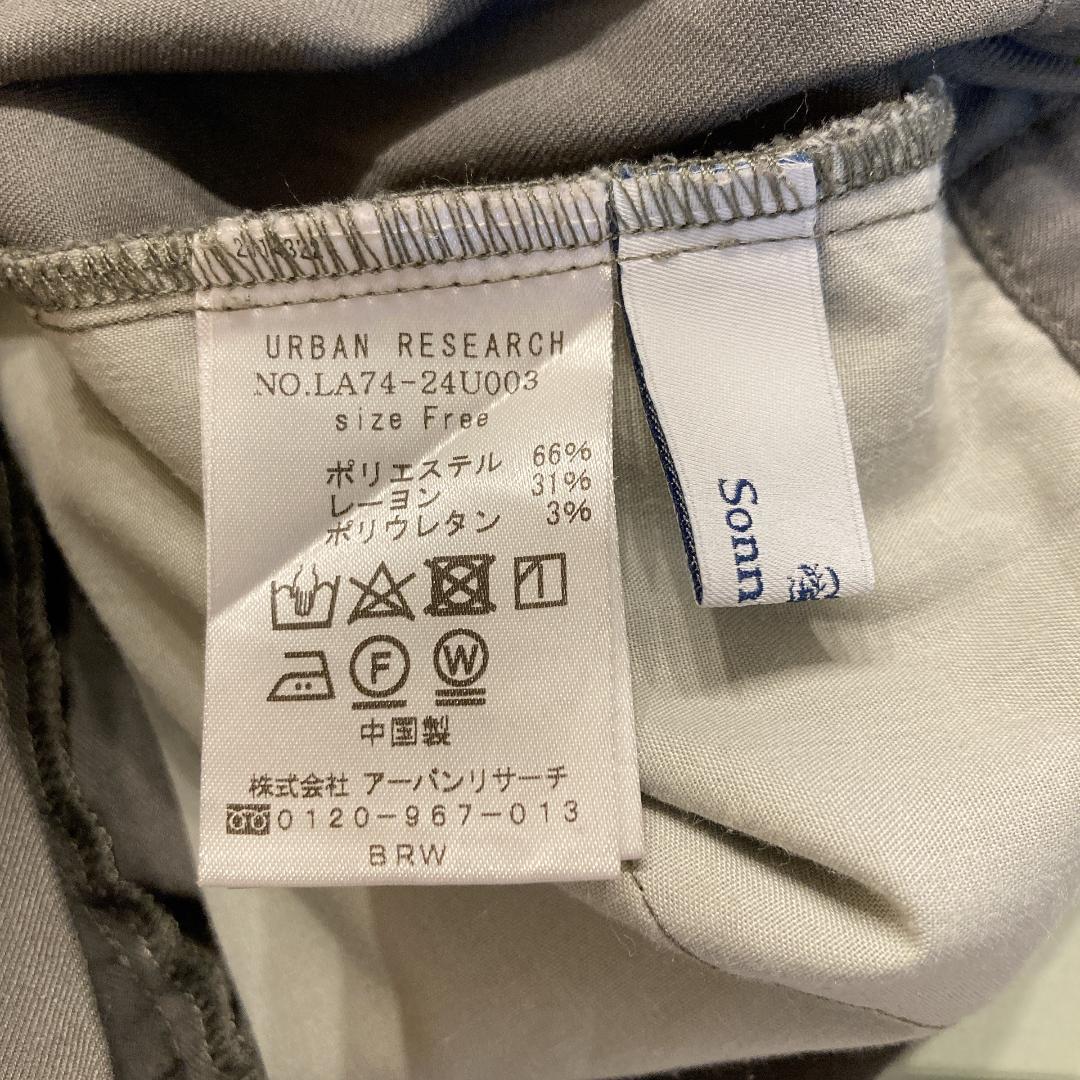 URBAN RESEARCH
NO.LA74-24U003
size Free
ポリエステル 66%
レーヨン 31%
ポリウレタン 3%
1
F W
中国製
株式会社 アーバンリサーチ
0120-967-013
BRW
Sonn